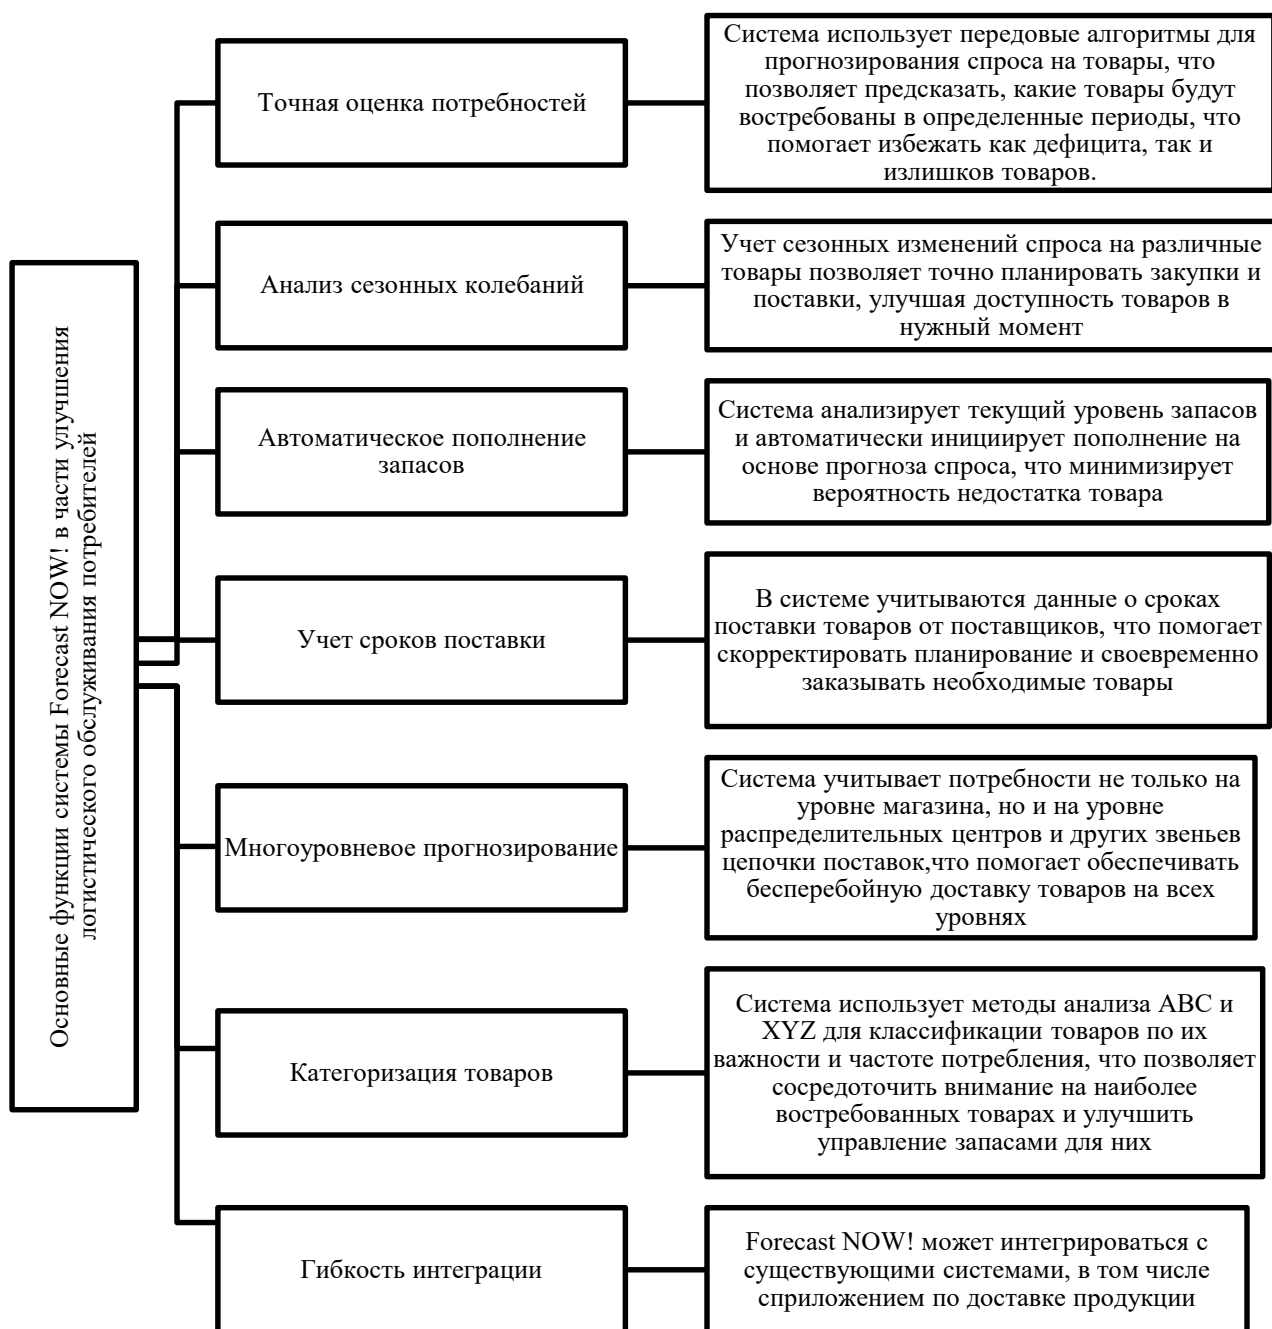 Основные функции системы Forecast NOW! в части улучшения
логистического обслуживания потребителей
Точная оценка потребностей
Система использует передовые алгоритмы для
прогнозирования спроса на товары, что
позволяет предсказать, какие товары будут
востребованы в определенные периоды, что
помогает избежать как дефицита, так и
излишков товаров.
Анализ сезонных колебаний
Учет сезонных изменений спроса на различные
товары позволяет точно планировать закупки и
поставки, улучшая доступность товаров в
нужный момент
Автоматическое пополнение
запасов
Система анализирует текущий уровень запасов
и автоматически инициирует пополнение на
основе прогноза спроса, что минимизирует
вероятность недостатка товара
Учет сроков поставки
В системе учитываются данные о сроках
поставки товаров от поставщиков, что помогает
скорректировать планирование и своевременно
заказывать необходимые товары
Многоуровневое прогнозирование
Система учитывает потребности не только на
уровне магазина, но и на уровне
распределительных центров и других звеньев
цепочки поставок,что помогает обеспечивать
бесперебойную доставку товаров на всех
уровнях
Категоризация товаров
Система использует методы анализа ABC и
XYZ для классификации товаров по их
важности и частоте потребления, что позволяет
сосредоточить внимание на наиболее
востребованных товарах и улучшить
управление запасами для них
Гибкость интеграции
Forecast NOW! может интегрироваться с
существующими системами, в том числе
сприложением по доставке продукции